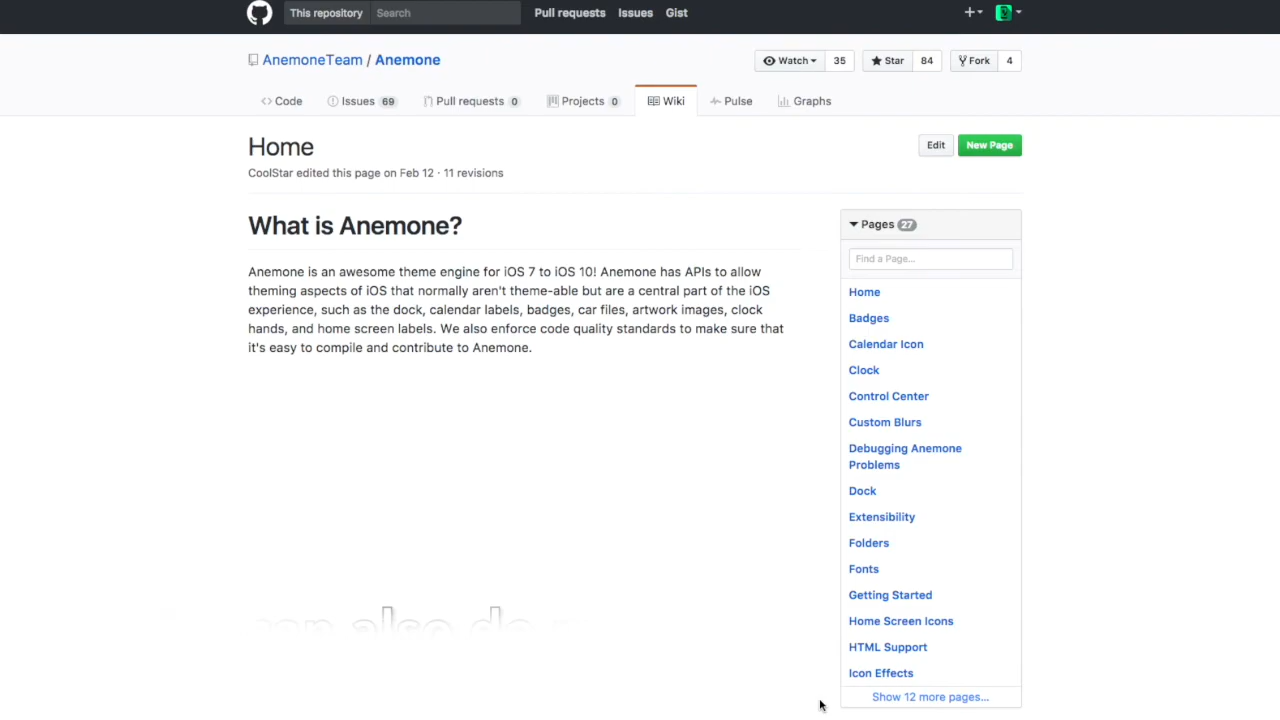 This repository Search Pull requests Issues Gist
AnemoneTeam / Anemone
Watch 35 Star 84 Fork 4
Code Issues 69 Pull requests 0 Projects 0 Wiki Pulse Graphs
Home
Edit New Page
CoolStar edited this page on Feb 12 · 11 revisions
What is Anemone?
Anemone is an awesome theme engine for iOS 7 to iOS 10! Anemone has APIs to allow
theming aspects of iOS that normally aren't theme-able but are a central part of the iOS
experience, such as the dock, calendar labels, badges, car files, artwork images, clock
hands, and home screen labels. We also enforce code quality standards to make sure that
it's easy to compile and contribute to Anemone.
Pages 27
Find a Page...
Home
Badges
Calendar Icon
Clock
Control Center
Custom Blurs
Debugging Anemone
Problems
Dock
Extensibility
Folders
Fonts
Getting Started
Home Screen Icons
HTML Support
Icon Effects
Show 12 more pages...
also do